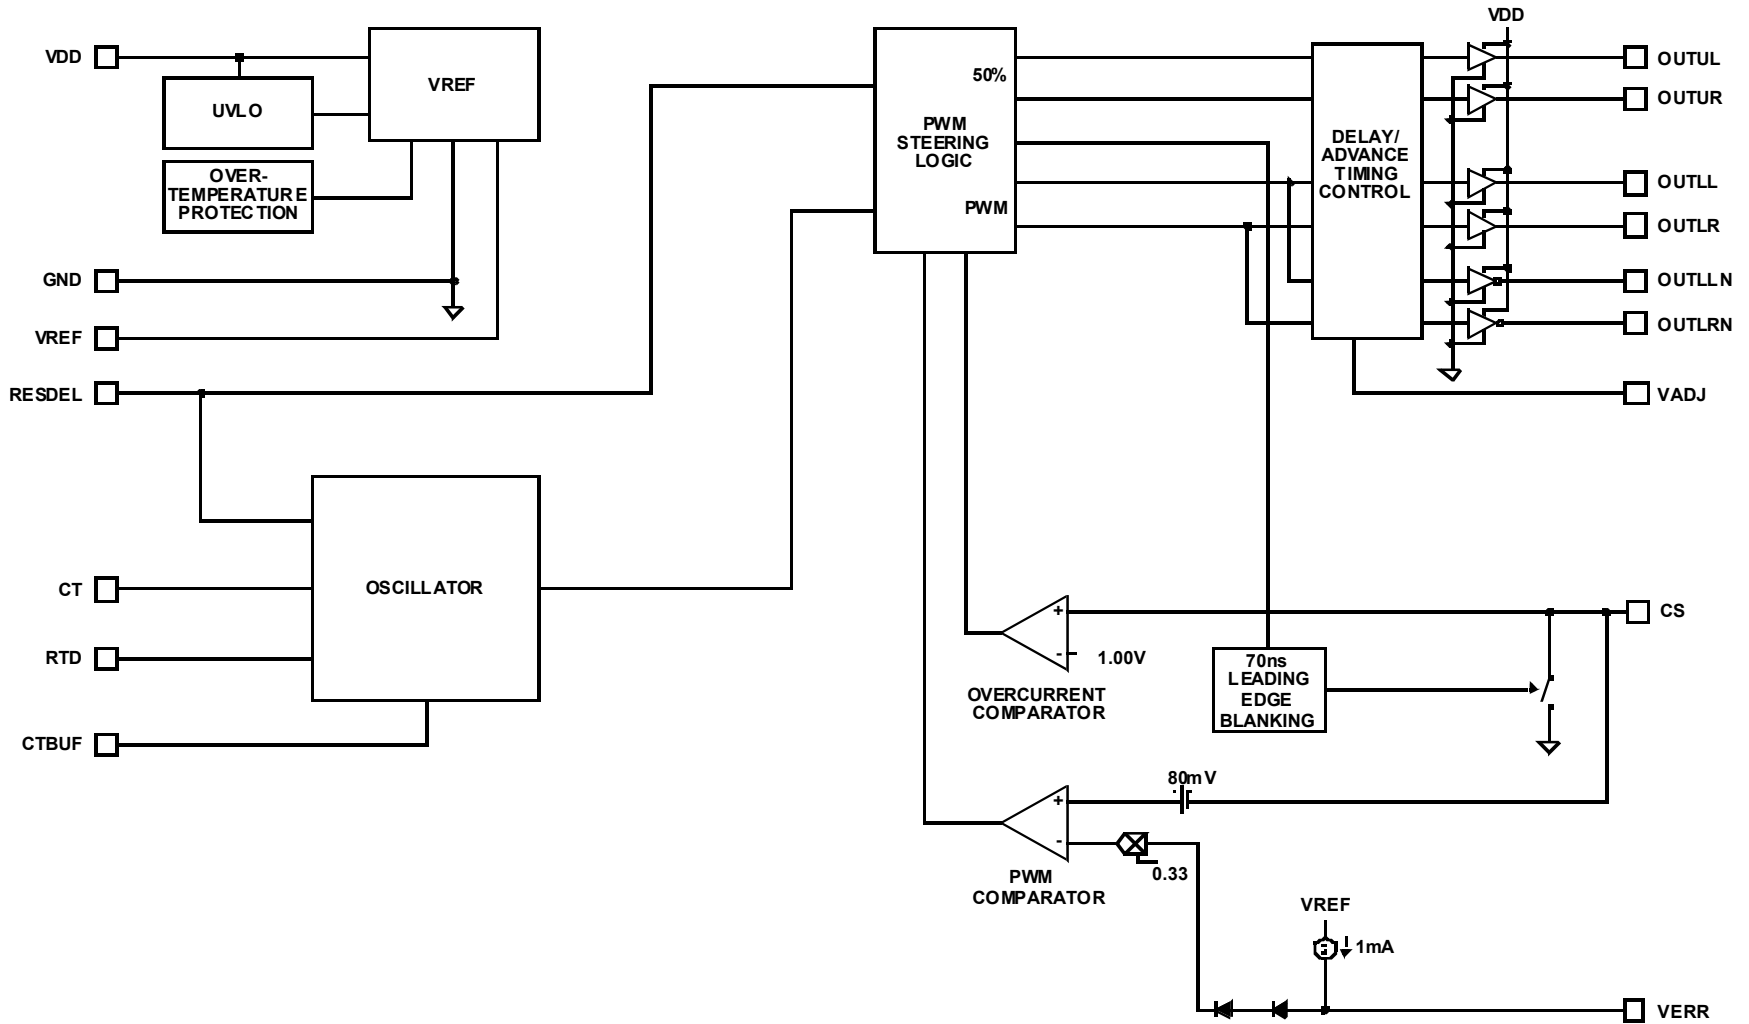 VDD
VREF
UVLO
OVER-
TEMPERATURE
PROTECTION
GND
VREF
RESDEL
OSCILLATOR
CT
RTD
CTBUF
50%
PWM
STEERING
LOGIC
PWM
DELAY/
ADVANCE
TIMING
CONTROL
VDD
OUTUL
OUTUR
OUTLL
OUTLR
OUTLLN
OUTLRN
VADJ
+
-
1.00V
OVERCURRENT
COMPARATOR
70ns
LEADING
EDGE
BLANKING
CS
80mV
+
-
0.33
PWM
COMPARATOR
VREF
1mA
VERR